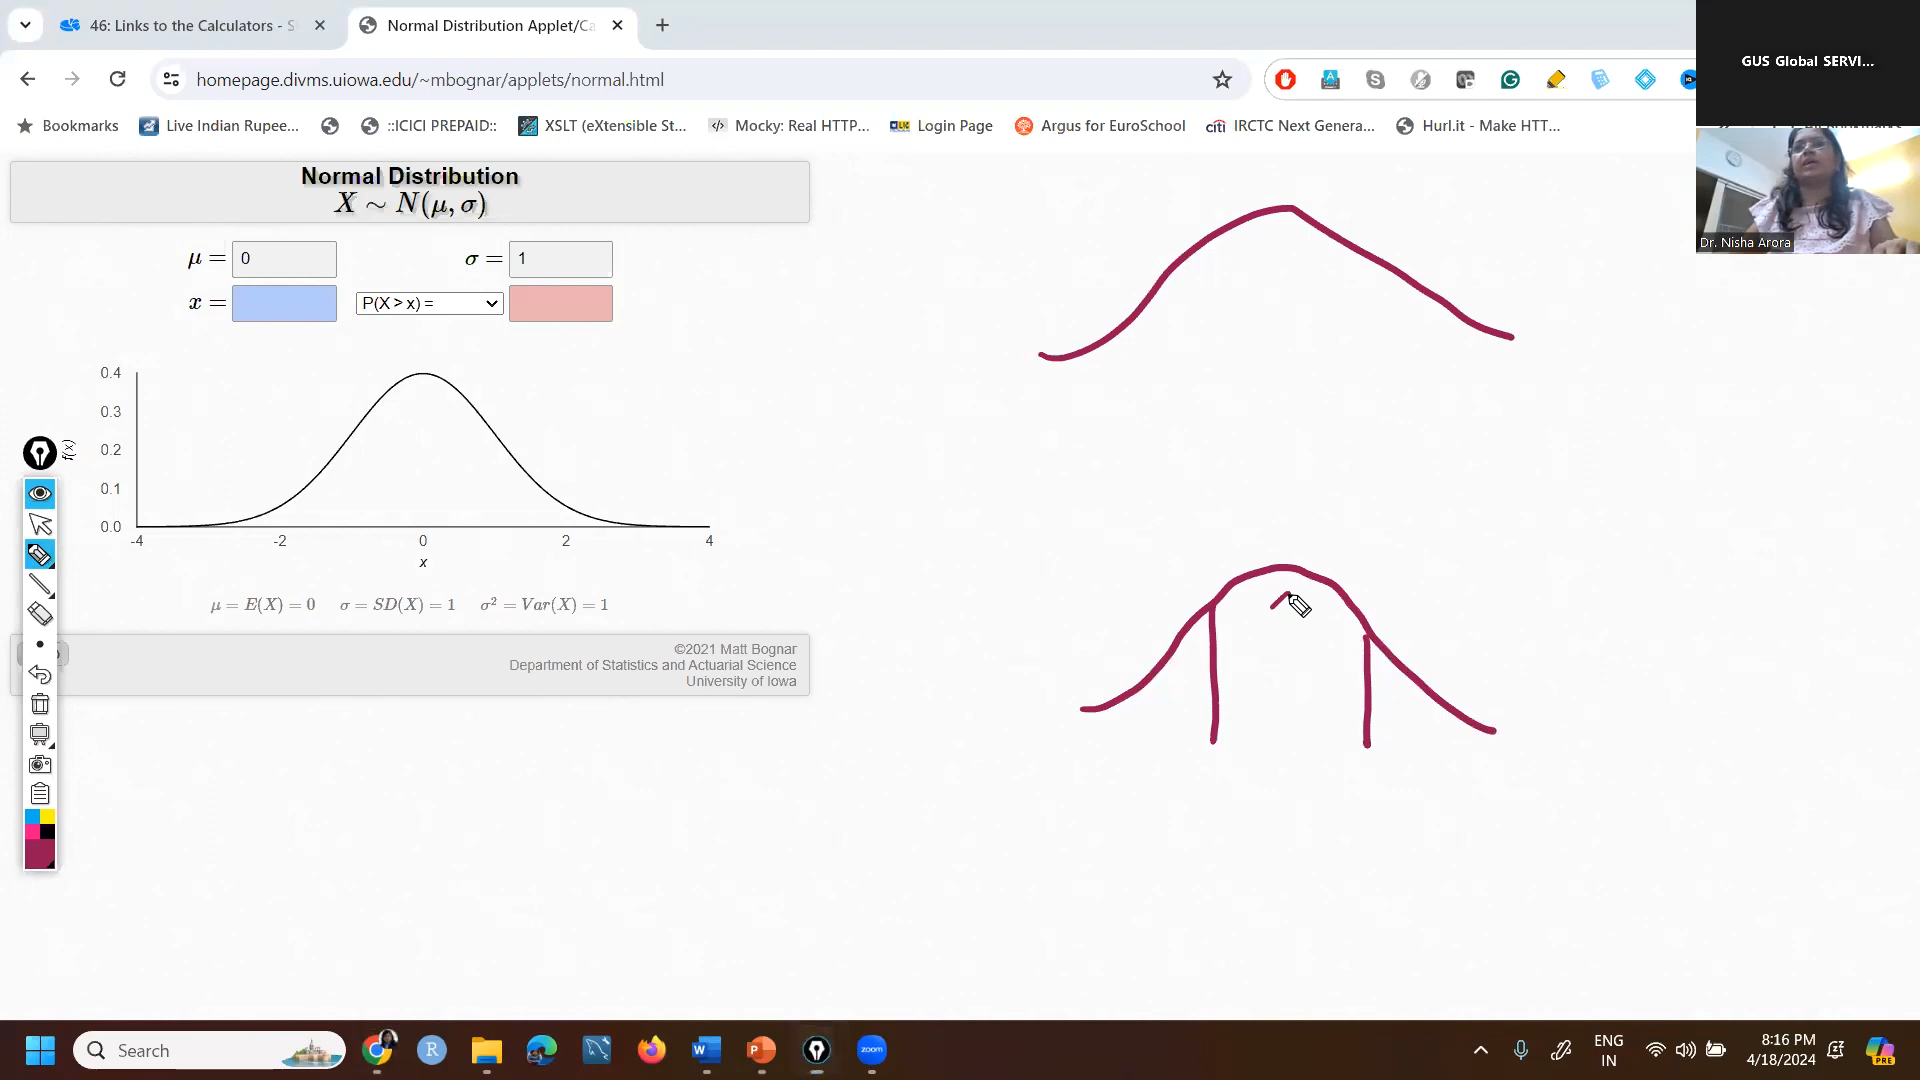 46: Links to the Calculators - S
Normal Distribution Applet/Ca
homepage.divms.uiowa.edu/~mbognar/applets/normal.html
GUS Global SERVI...
Bookmarks
Live Indian Rupee...
::ICICI PREPAID::
XSLT (eXtensible St...
Mocky: Real HTTP...
Login Page
Argus for EuroSchool
citi IRCTC Next Genera...
Hurl.it - Make HTT...
Dr. Nisha Arora
Normal Distribution
X ∼ N(μ, σ)
μ = 0
σ = 1
x =
P(X > x) =
0.4
0.3
0.2
0.1
0.0
f(x)
-4 -2 0 2 4
x
μ = E(X) = 0 σ = SD(X) = 1 σ² = Var(X) = 1
©2021 Matt Bognar
Department of Statistics and Actuarial Science
University of Iowa
Search
R
W
P
zoom
ENG
IN
8:16 PM
4/18/2024
PRE